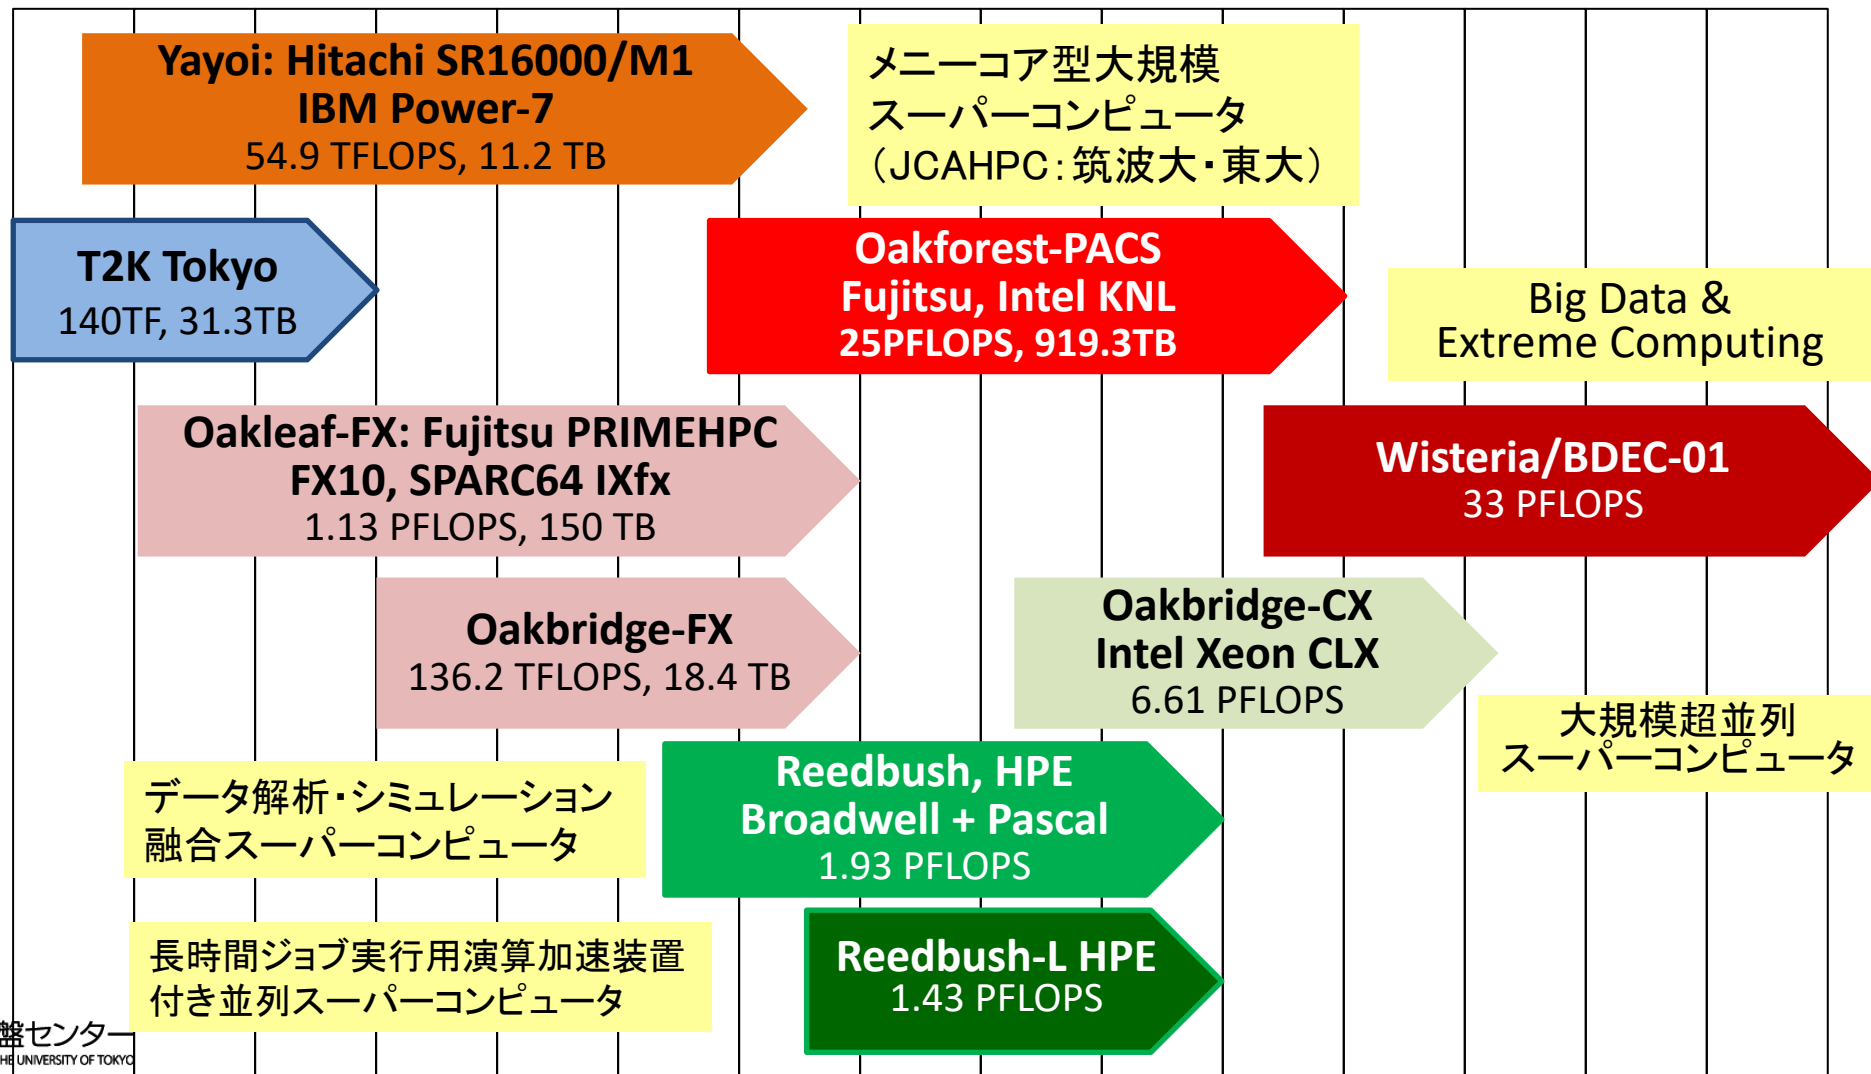 Yayoi: Hitachi SR16000/M1
IBM Power-7
54.9 TFLOPS, 11.2 TB
メニーコア型大規模
スーパーコンピュータ
（JCAHPC：筑波大・東大）
T2K Tokyo
140TF, 31.3TB
Oakforest-PACS
Fujitsu, Intel KNL
25PFLOPS, 919.3TB
Big Data &
Extreme Computing
Oakleaf-FX: Fujitsu PRIMEHPC
FX10, SPARC64 IXfx
1.13 PFLOPS, 150 TB
Wisteria/BDEC-01
33 PFLOPS
Oakbridge-FX
136.2 TFLOPS, 18.4 TB
Oakbridge-CX
Intel Xeon CLX
6.61 PFLOPS
大規模超並列
スーパーコンピュータ
データ解析・シミュレーション
融合スーパーコンピュータ
Reedbush, HPE
Broadwell + Pascal
1.93 PFLOPS
長時間ジョブ実行用演算加速装置
付き並列スーパーコンピュータ
Reedbush-L HPE
1.43 PFLOPS
盤センター
THE UNIVERSITY OF TOKYO